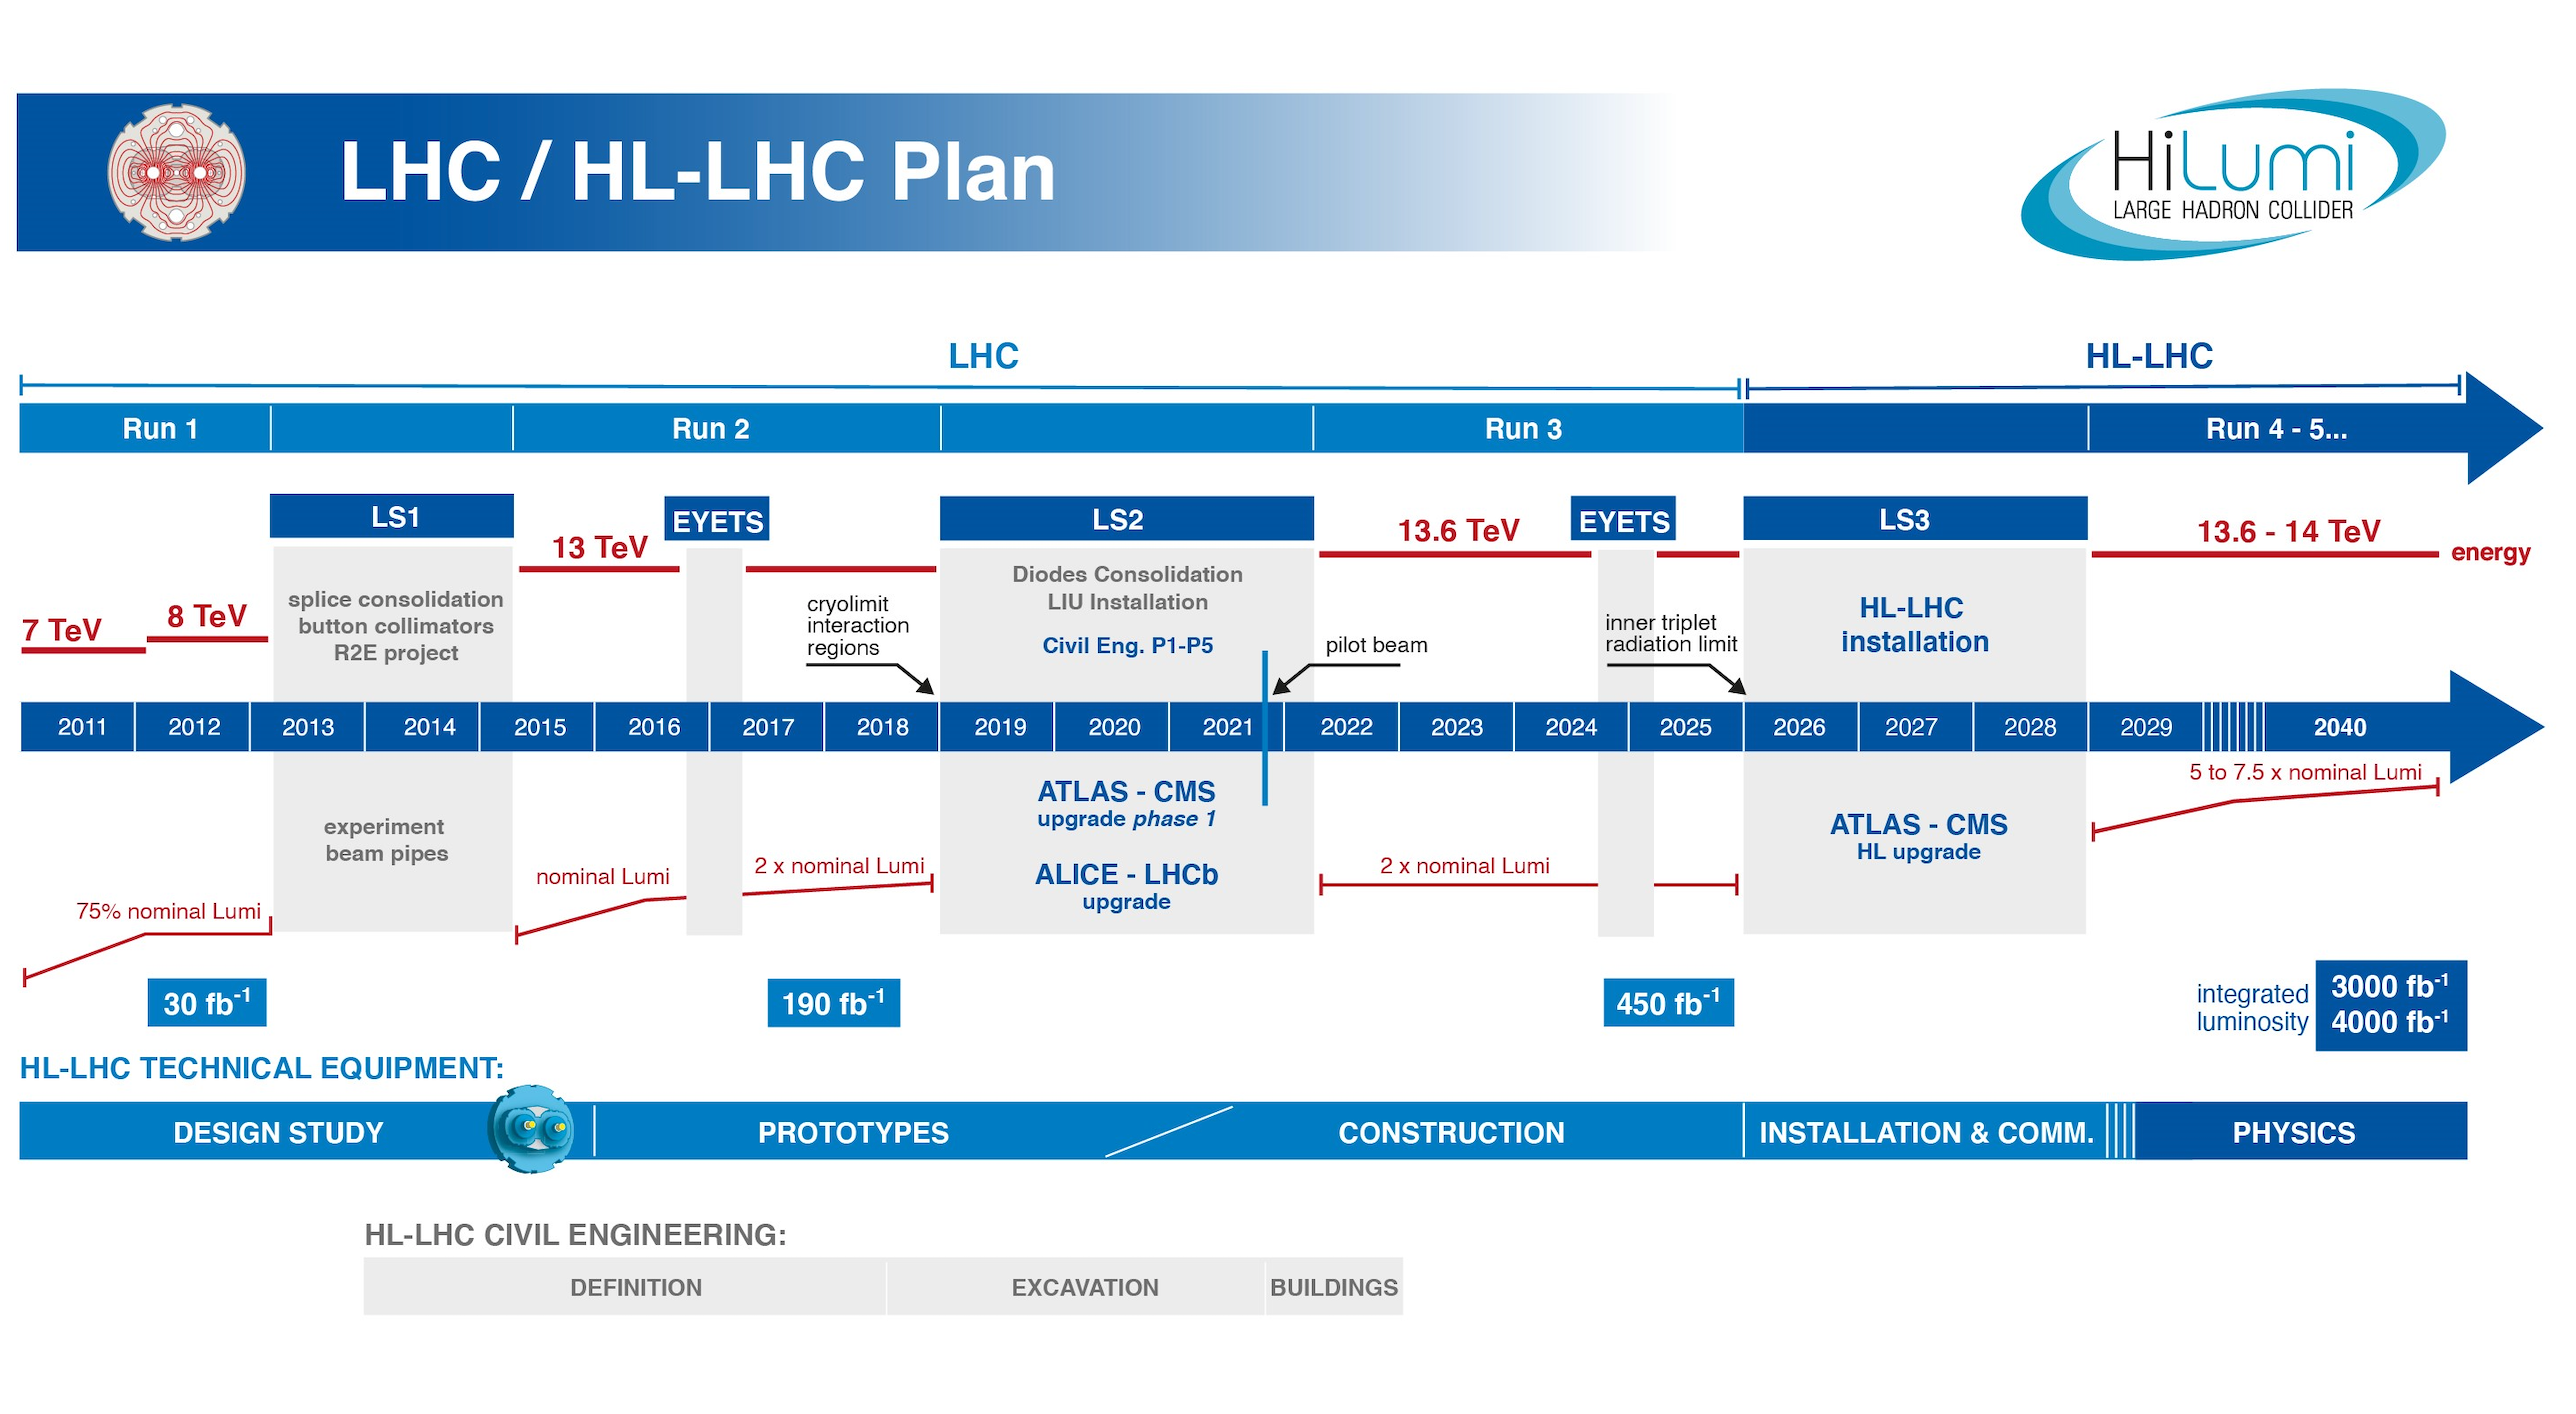 LHC / HL-LHC Plan
HiLumi
LARGE HADRON COLLIDER
LHC
HL-LHC
Run 1
Run 2
Run 3
Run 4 - 5...
LS1
EYETS
LS2
EYETS
LS3
7 TeV
8 TeV
13 TeV
13.6 TeV
13.6 - 14 TeV
energy
splice consolidation
button collimators
R2E project
cryolimit
interaction
regions
Diodes Consolidation
LIU Installation
Civil Eng. P1-P5
pilot beam
inner triplet
radiation limit
HL-LHC
installation
2011
2012
2013
2014
2015
2016
2017
2018
2019
2020
2021
2022
2023
2024
2025
2026
2027
2028
2029
2040
experiment
beam pipes
ATLAS - CMS
upgrade phase 1
ALICE - LHCb
upgrade
ATLAS - CMS
HL upgrade
75% nominal Lumi
nominal Lumi
2 x nominal Lumi
2 x nominal Lumi
5 to 7.5 x nominal Lumi
30 fb⁻¹
190 fb⁻¹
450 fb⁻¹
integrated
luminosity
3000 fb⁻¹
4000 fb⁻¹
HL-LHC TECHNICAL EQUIPMENT:
DESIGN STUDY
PROTOTYPES
CONSTRUCTION
INSTALLATION & COMM.
PHYSICS
HL-LHC CIVIL ENGINEERING:
DEFINITION
EXCAVATION
BUILDINGS